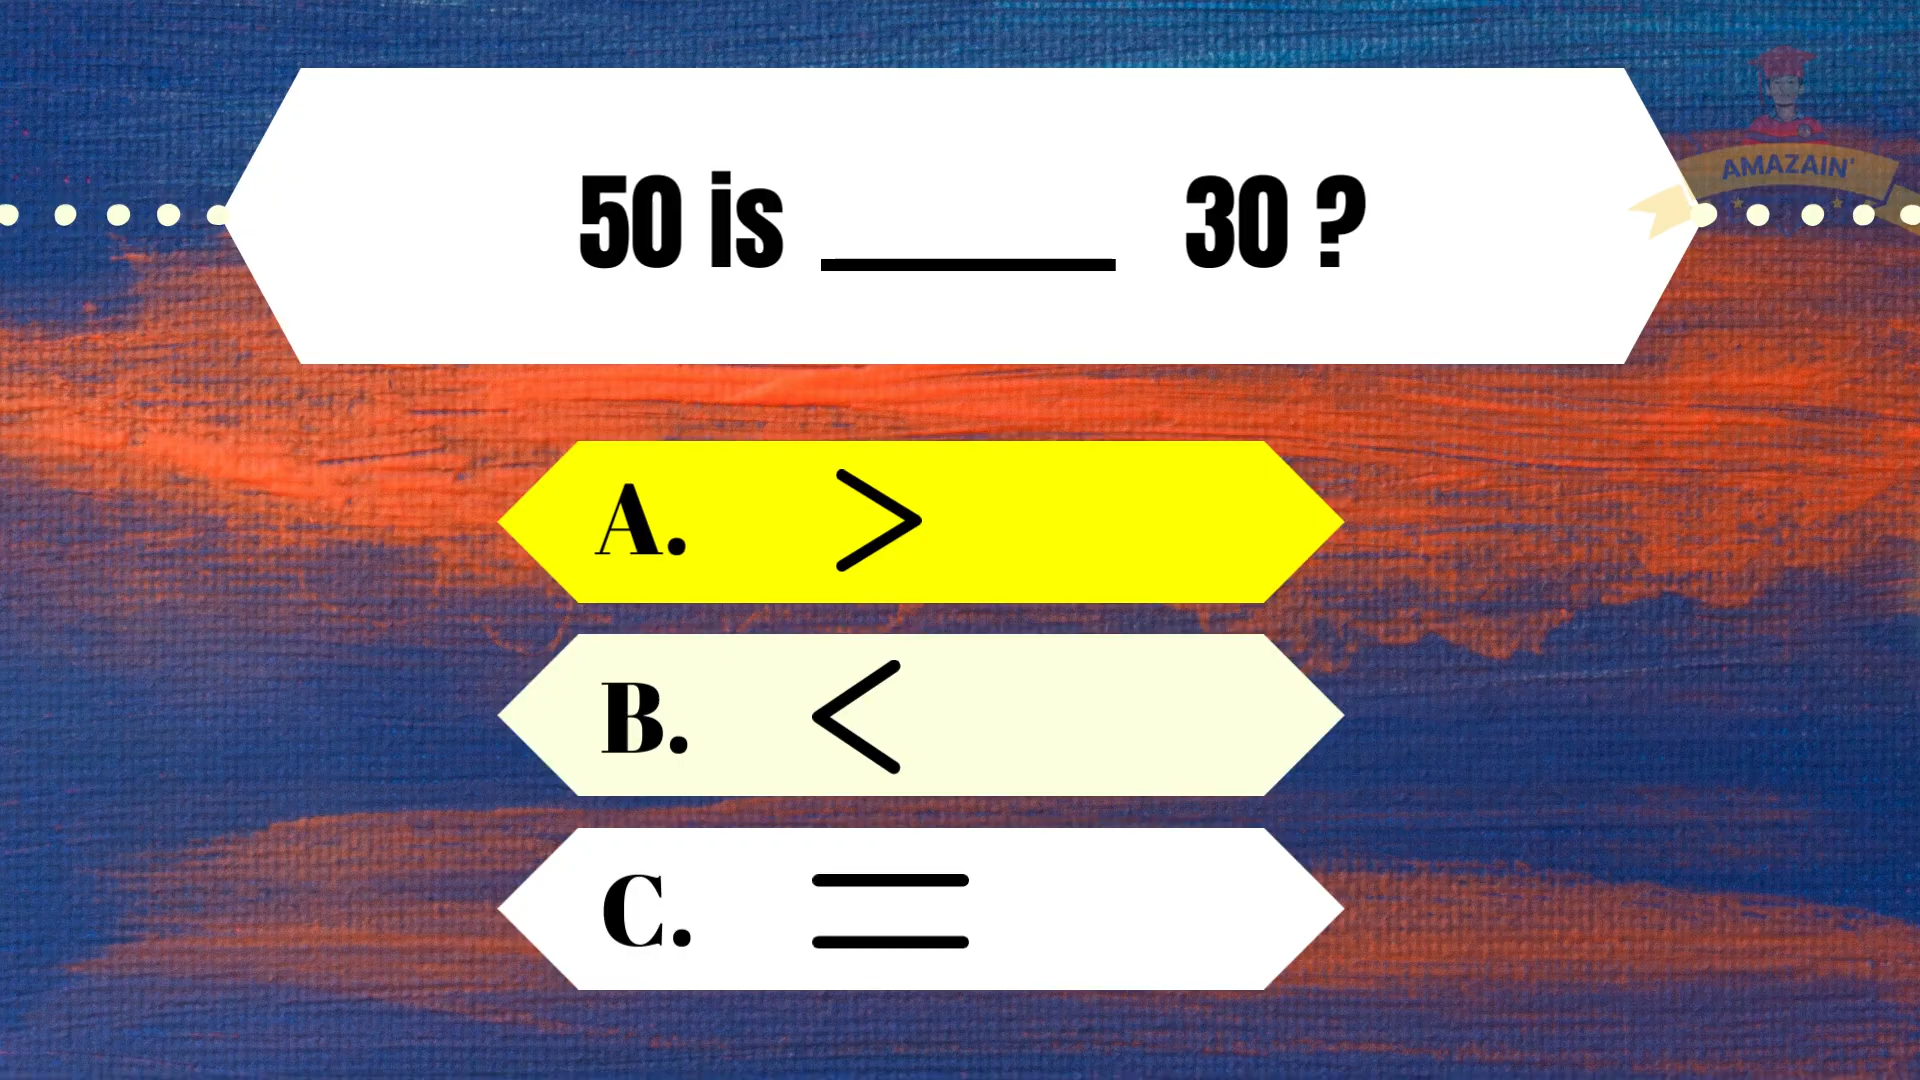 50 is ______ 30 ?
AMAZAIN'
A. >
B. <
C. =